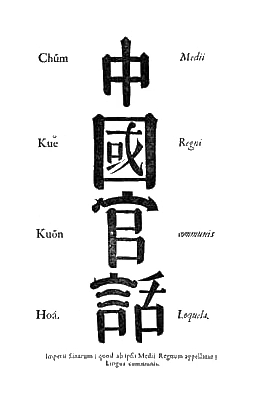 Chūm 中 Medii
Kuĕ 國 Regni
Kuōn 官 communis
Hoá. 話 Loquela.
Imperii Sinarum ; quod ab ipsis Medii Regnum appellatur ;
Lingua communis.